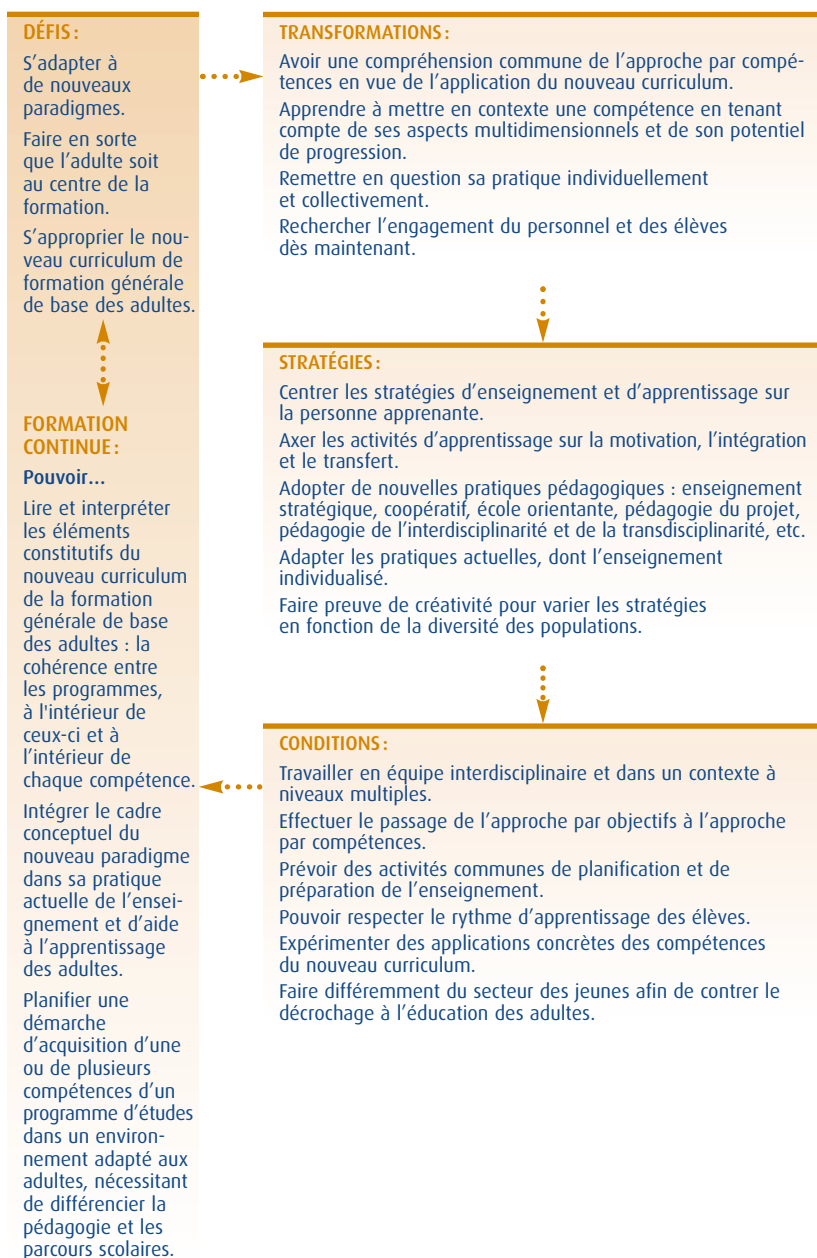 DÉFIS :
S’adapter à
de nouveaux
paradigmes.
Faire en sorte
que l’adulte soit
au centre de la
formation.
S’approprier le nou-
veau curriculum de
formation générale
de base des adultes.
FORMATION
CONTINUE :
Pouvoir…
Lire et interpréter
les éléments
constitutifs du
nouveau curriculum
de la formation
générale de base
des adultes : la
cohérence entre
les programmes,
à l'intérieur de
ceux-ci et à
l’intérieur de
chaque compétence.
Intégrer le cadre
conceptuel du
nouveau paradigme
dans sa pratique
actuelle de l’ensei-
gnement et d’aide
à l’apprentissage
des adultes.
Planifier une
démarche
d’acquisition d’une
ou de plusieurs
compétences d’un
programme d’études
dans un environ-
nement adapté aux
adultes, nécessitant
de différencier la
pédagogie et les
parcours scolaires.
TRANSFORMATIONS :
Avoir une compréhension commune de l’approche par compé-
tences en vue de l’application du nouveau curriculum.
Apprendre à mettre en contexte une compétence en tenant
compte de ses aspects multidimensionnels et de son potentiel
de progression.
Remettre en question sa pratique individuellement
et collectivement.
Rechercher l’engagement du personnel et des élèves
dès maintenant.
STRATÉGIES :
Centrer les stratégies d’enseignement et d’apprentissage sur
la personne apprenante.
Axer les activités d’apprentissage sur la motivation, l’intégration
et le transfert.
Adopter de nouvelles pratiques pédagogiques : enseignement
stratégique, coopératif, école orientante, pédagogie du projet,
pédagogie de l’interdisciplinarité et de la transdisciplinarité, etc.
Adapter les pratiques actuelles, dont l’enseignement
individualisé.
Faire preuve de créativité pour varier les stratégies
en fonction de la diversité des populations.
CONDITIONS :
Travailler en équipe interdisciplinaire et dans un contexte à
niveaux multiples.
Effectuer le passage de l’approche par objectifs à l’approche
par compétences.
Prévoir des activités communes de planification et de
préparation de l’enseignement.
Pouvoir respecter le rythme d’apprentissage des élèves.
Expérimenter des applications concrètes des compétences
du nouveau curriculum.
Faire différemment du secteur des jeunes afin de contrer le
décrochage à l’éducation des adultes.